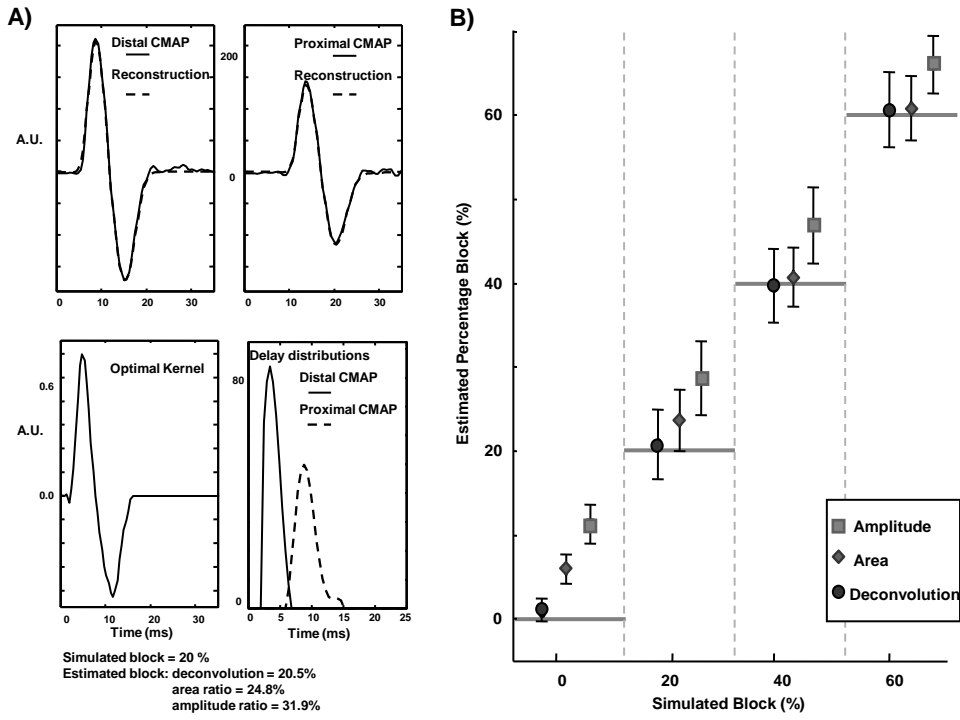 A)
Distal CMAP
Reconstruction
A.U.
0
10
20
30
Proximal CMAP
Reconstruction
200
0
0
10
20
30
Optimal Kernel
0.6
A.U.
0.0
0
10
20
30
Time (ms)
Delay distributions
Distal CMAP
Proximal CMAP
80
0
0
5
10
15
20
25
Time (ms)
Simulated block = 20 %
Estimated block: deconvolution = 20.5%
area ratio = 24.8%
amplitude ratio = 31.9%
B)
Estimated Percentage Block (%)
60
40
20
0
Amplitude
Area
Deconvolution
0
20
40
60
Simulated Block (%)